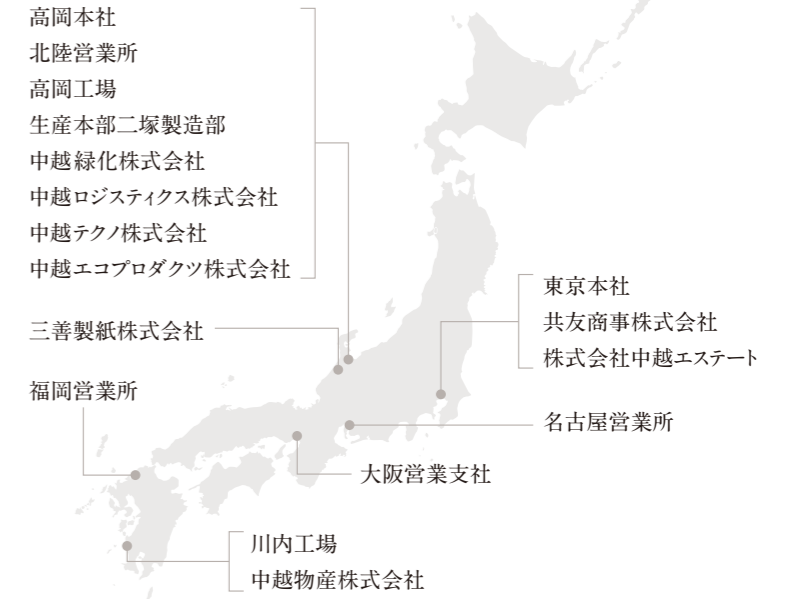 高岡本社
北陸営業所
高岡工場
生産本部二塚製造部
中越緑化株式会社
中越ロジスティクス株式会社
中越テクノ株式会社
中越エコプロダクツ株式会社
三善製紙株式会社
福岡営業所
東京本社
共友商事株式会社
株式会社中越エステート
名古屋営業所
大阪営業支社
川内工場
中越物産株式会社